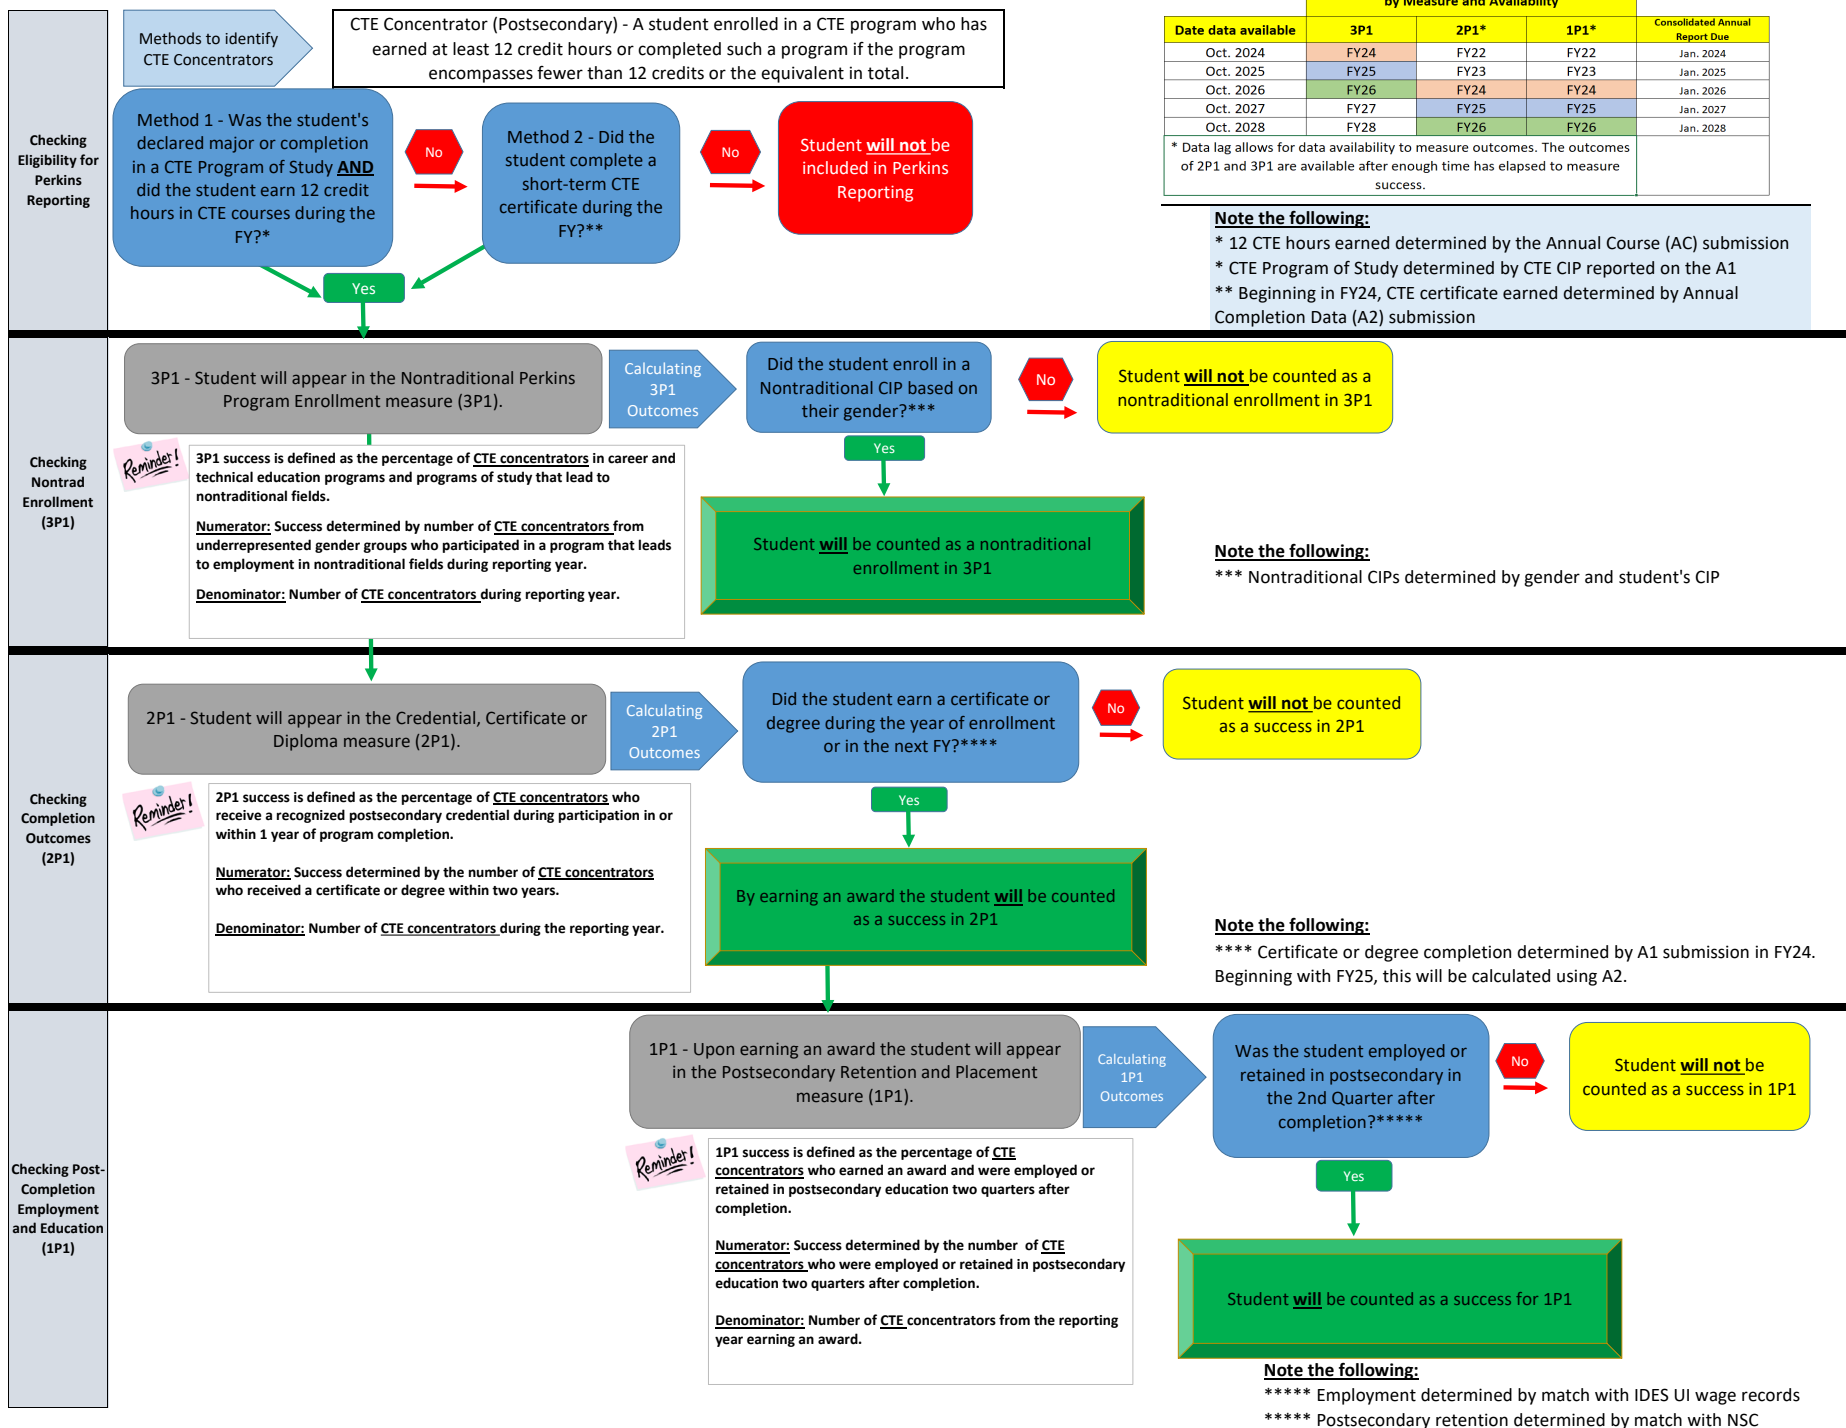 by Measure and Availability
Date data available 3P1 2P1* 1P1* Consolidated Annual
Report Due
Oct. 2024 FY24 FY22 FY22 Jan. 2024
Oct. 2025 FY25 FY23 FY23 Jan. 2025
Oct. 2026 FY26 FY24 FY24 Jan. 2026
Oct. 2027 FY27 FY25 FY25 Jan. 2027
Oct. 2028 FY28 FY26 FY26 Jan. 2028
* Data lag allows for data availability to measure outcomes. The outcomes
of 2P1 and 3P1 are available after enough time has elapsed to measure
success.
Methods to identify
CTE Concentrators
CTE Concentrator (Postsecondary) - A student enrolled in a CTE program who has
earned at least 12 credit hours or completed such a program if the program
encompasses fewer than 12 credits or the equivalent in total.
Checking
Eligibility for
Perkins
Reporting
Method 1 - Was the student's
declared major or completion
in a CTE Program of Study AND
did the student earn 12 credit
hours in CTE courses during the
FY?*
No
Method 2 - Did the
student complete a
short-term CTE
certificate during the
FY?**
No
Student will not be
included in Perkins
Reporting
Yes
Note the following:
* 12 CTE hours earned determined by the Annual Course (AC) submission
* CTE Program of Study determined by CTE CIP reported on the A1
** Beginning in FY24, CTE certificate earned determined by Annual
Completion Data (A2) submission
Checking
Nontrad
Enrollment
(3P1)
3P1 - Student will appear in the Nontraditional Perkins
Program Enrollment measure (3P1).
Calculating
3P1
Outcomes
Did the student enroll in a
Nontraditional CIP based on
their gender?***
No
Student will not be counted as a
nontraditional enrollment in 3P1
Yes
Reminder!
3P1 success is defined as the percentage of CTE concentrators in career and
technical education programs and programs of study that lead to
nontraditional fields.
Numerator: Success determined by number of CTE concentrators from
underrepresented gender groups who participated in a program that leads
to employment in nontraditional fields during reporting year.
Denominator: Number of CTE concentrators during reporting year.
Student will be counted as a nontraditional
enrollment in 3P1
Note the following:
*** Nontraditional CIPs determined by gender and student's CIP
Checking
Completion
Outcomes
(2P1)
2P1 - Student will appear in the Credential, Certificate or
Diploma measure (2P1).
Calculating
2P1
Outcomes
Did the student earn a certificate or
degree during the year of enrollment
or in the next FY?****
No
Student will not be counted
as a success in 2P1
Yes
Reminder!
2P1 success is defined as the percentage of CTE concentrators who
receive a recognized postsecondary credential during participation in or
within 1 year of program completion.
Numerator: Success determined by the number of CTE concentrators
who received a certificate or degree within two years.
Denominator: Number of CTE concentrators during the reporting year.
By earning an award the student will be counted
as a success in 2P1
Note the following:
**** Certificate or degree completion determined by A1 submission in FY24.
Beginning with FY25, this will be calculated using A2.
Checking Post-
Completion
Employment
and Education
(1P1)
1P1 - Upon earning an award the student will appear
in the Postsecondary Retention and Placement
measure (1P1).
Calculating
1P1
Outcomes
Was the student employed or
retained in postsecondary in
the 2nd Quarter after
completion?*****
No
Student will not be
counted as a success in 1P1
Yes
Reminder!
1P1 success is defined as the percentage of CTE
concentrators who earned an award and were employed or
retained in postsecondary education two quarters after
completion.
Numerator: Success determined by the number of CTE
concentrators who were employed or retained in postsecondary
education two quarters after completion.
Denominator: Number of CTE concentrators from the reporting
year earning an award.
Student will be counted as a success for 1P1
Note the following:
***** Employment determined by match with IDES UI wage records
***** Postsecondary retention determined by match with NSC